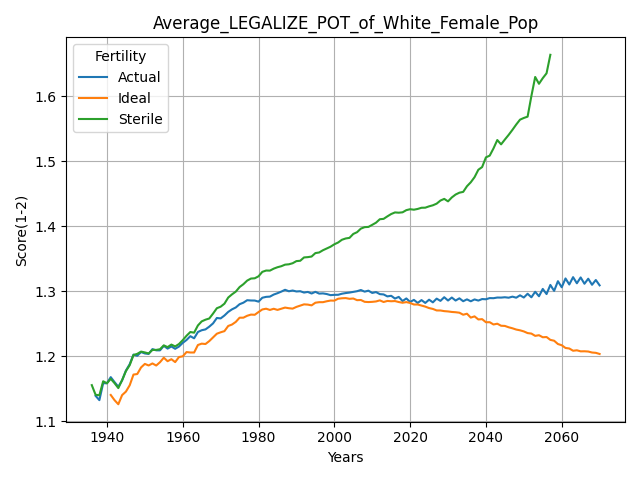 Average_LEGALIZE_POT_of_White_Female_Pop
Fertility
Actual
Ideal
Sterile
Score(1-2)
1.6
1.5
1.4
1.3
1.2
1.1
1940 1960 1980 2000 2020 2040 2060
Years